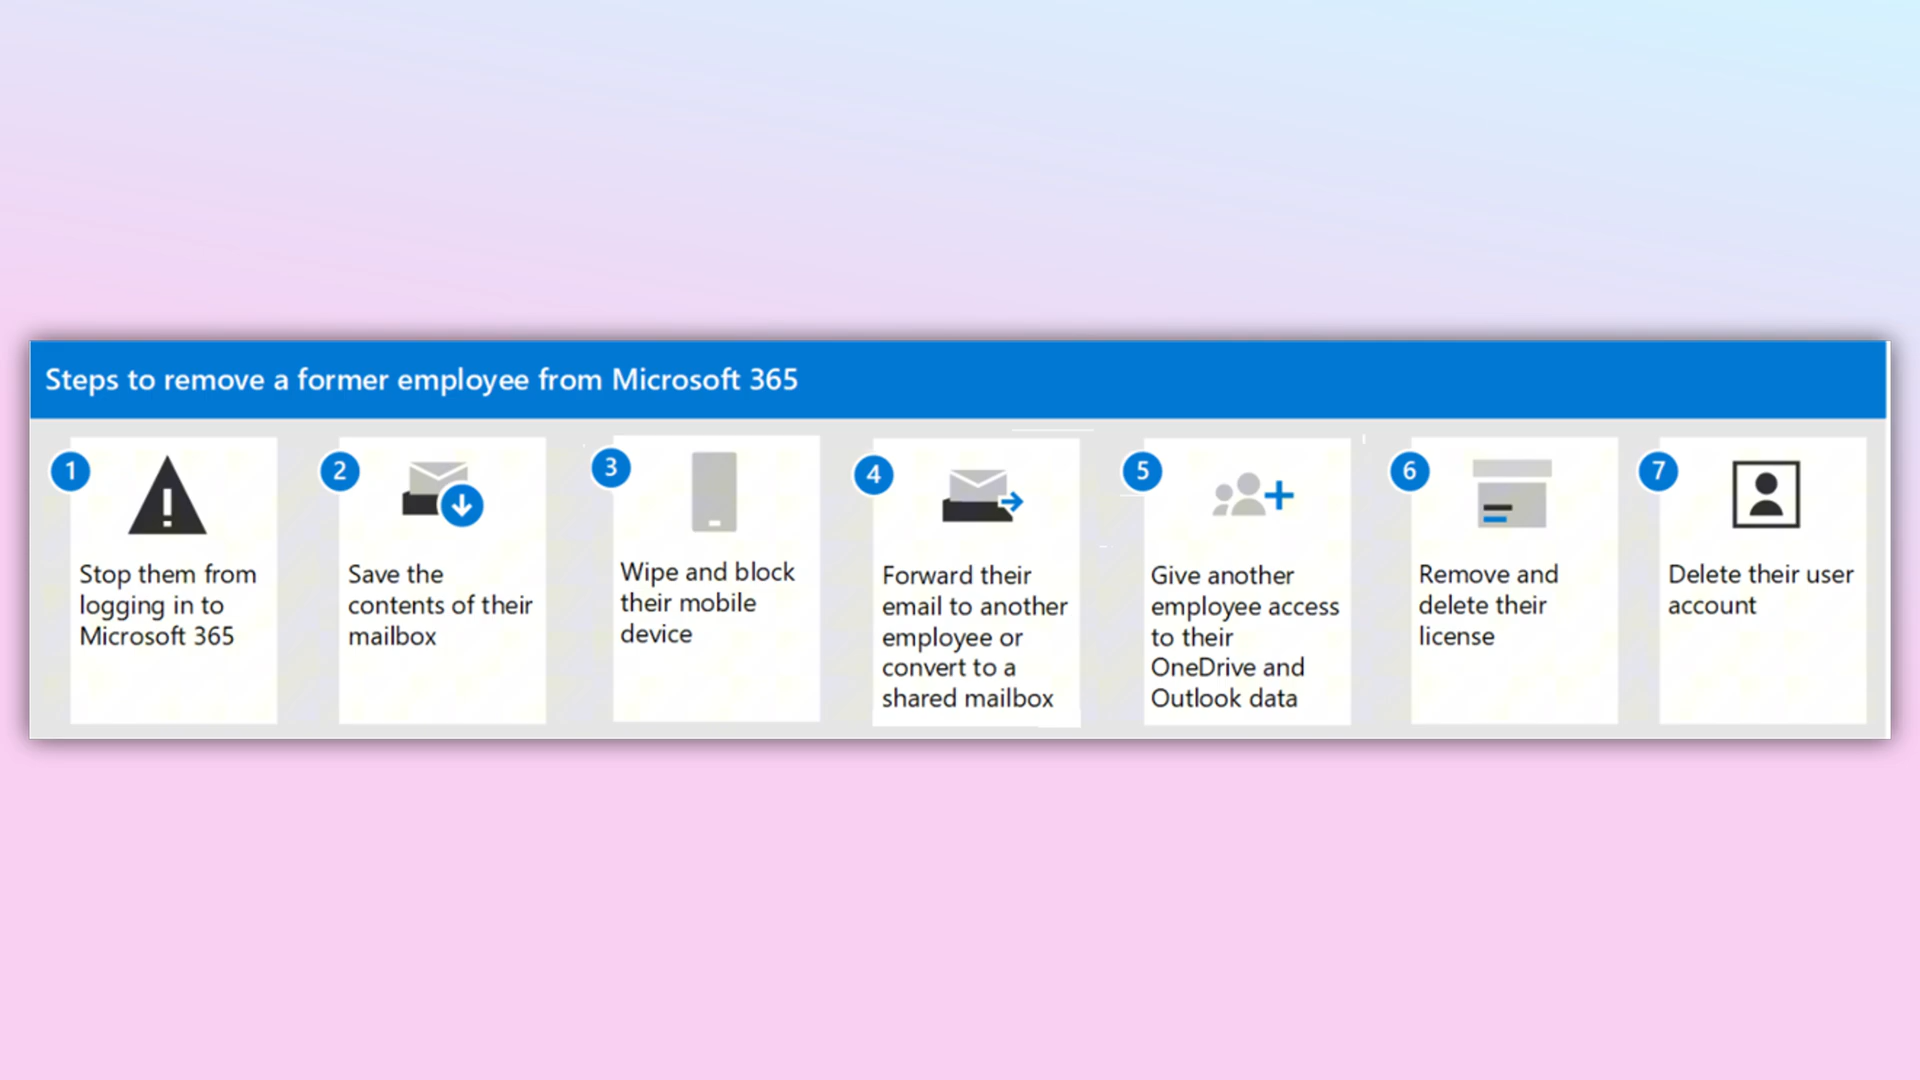 Steps to remove a former employee from Microsoft 365
1
Stop them from
logging in to
Microsoft 365
2
Save the
contents of their
mailbox
3
Wipe and block
their mobile
device
4
Forward their
email to another
employee or
convert to a
shared mailbox
5
Give another
employee access
to their
OneDrive and
Outlook data
6
Remove and
delete their
license
7
Delete their user
account